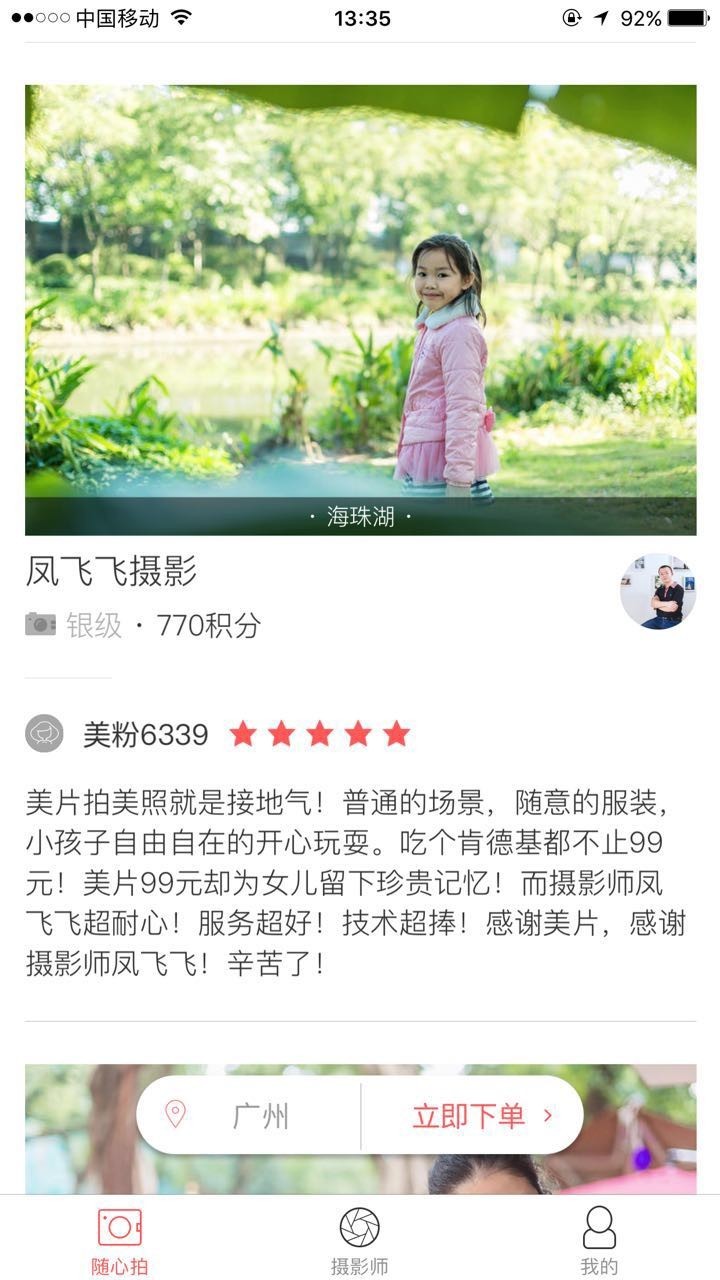 中国移动 13:35 92%
· 海珠湖 ·
凤飞飞摄影
银级 · 770积分
美粉6339
美片拍美照就是接地气！普通的场景，随意的服装，
小孩子自由自在的开心玩耍。吃个肯德基都不止99
元！美片99元却为女儿留下珍贵记忆！而摄影师凤
飞飞超耐心！服务超好！技术超捧！感谢美片，感谢
摄影师凤飞飞！辛苦了！
广州 立即下单
随心拍 摄影师 我的